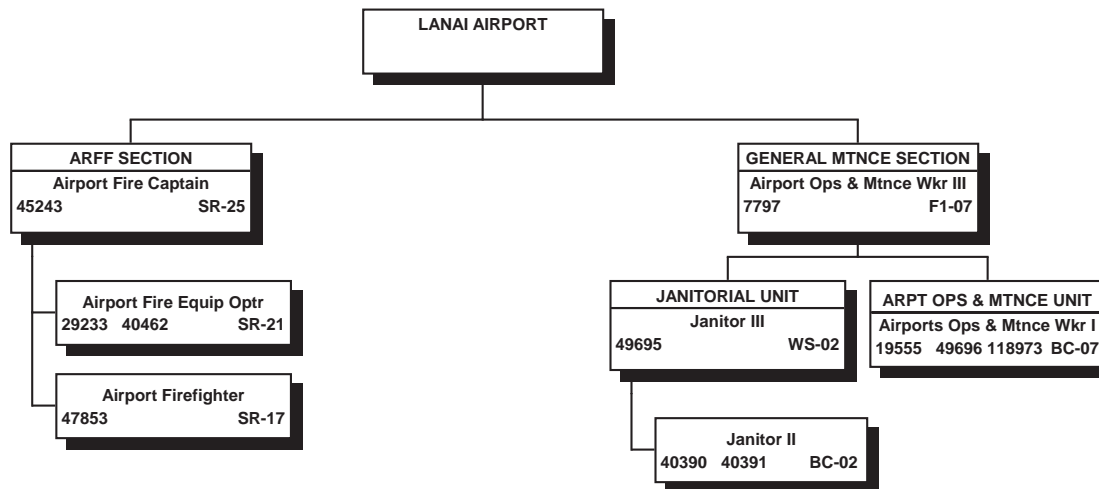 LANAI AIRPORT
ARFF SECTION
Airport Fire Captain
45243 SR-25
Airport Fire Equip Optr
29233 40462 SR-21
Airport Firefighter
47853 SR-17
GENERAL MTNCE SECTION
Airport Ops & Mtnce Wkr III
7797 F1-07
JANITORIAL UNIT
Janitor III
49695 WS-02
Janitor II
40390 40391 BC-02
ARPT OPS & MTNCE UNIT
Airports Ops & Mtnce Wkr I
19555 49696 118973 BC-07